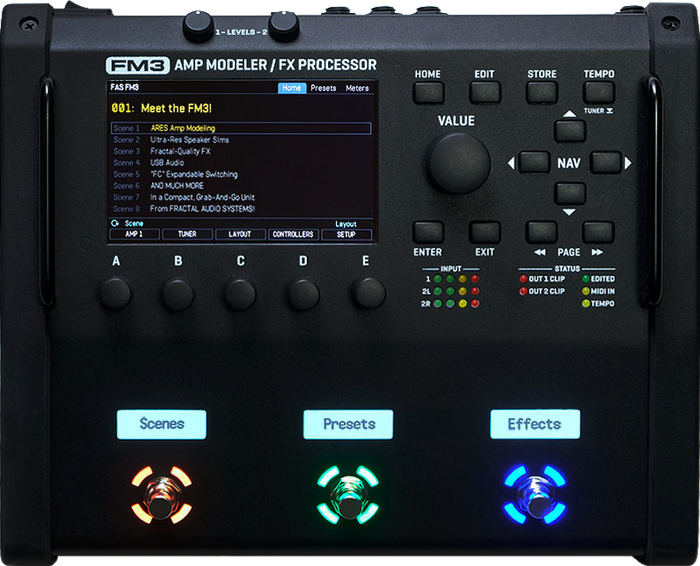 1 - LEVELS - 2
FM3 AMP MODELER / FX PROCESSOR
FAS FM3 Home Presets Meters
001: Meet the FM3!
Scene 1 ARES Amp Modeling
Scene 2 Ultra-Res Speaker Sims
Scene 3 Fractal-Quality FX
Scene 4 USB Audio
Scene 5 "FC" Expandable Switching
Scene 6 AND MUCH MORE
Scene 7 In a Compact, Grab-And-Go Unit
Scene 8 From FRACTAL AUDIO SYSTEMS!
Scene Layout
AMP 1 TUNER LAYOUT CONTROLLERS SETUP
A B C D E
HOME EDIT STORE TEMPO
TUNER
VALUE
NAV
ENTER EXIT PAGE
INPUT STATUS
1 OUT 1 CLIP EDITED
2L OUT 2 CLIP MIDI IN
2R TEMPO
Scenes Presets Effects